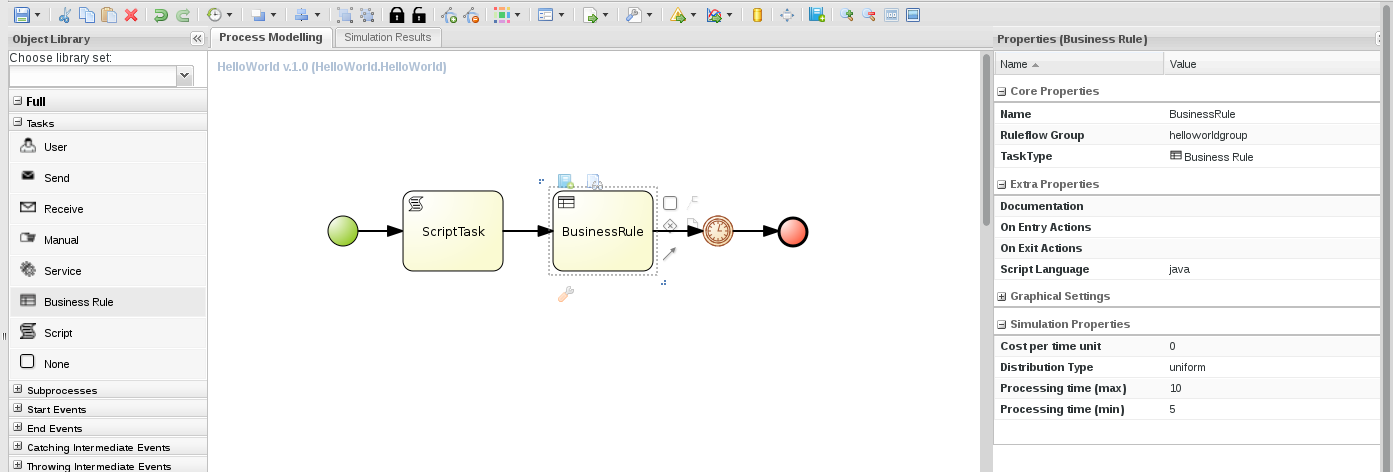 Object Library
Process Modelling
Simulation Results
Properties (Business Rule)
Choose library set:
Full
Tasks
User
Send
Receive
Manual
Service
Business Rule
Script
None
Subprocesses
Start Events
End Events
Catching Intermediate Events
Throwing Intermediate Events
HelloWorld v.1.0 (HelloWorld.HelloWorld)
ScriptTask
BusinessRule
Name Value
Core Properties
Name BusinessRule
Ruleflow Group helloworldgroup
TaskType Business Rule
Extra Properties
Documentation
On Entry Actions
On Exit Actions
Script Language java
Graphical Settings
Simulation Properties
Cost per time unit 0
Distribution Type uniform
Processing time (max) 10
Processing time (min) 5